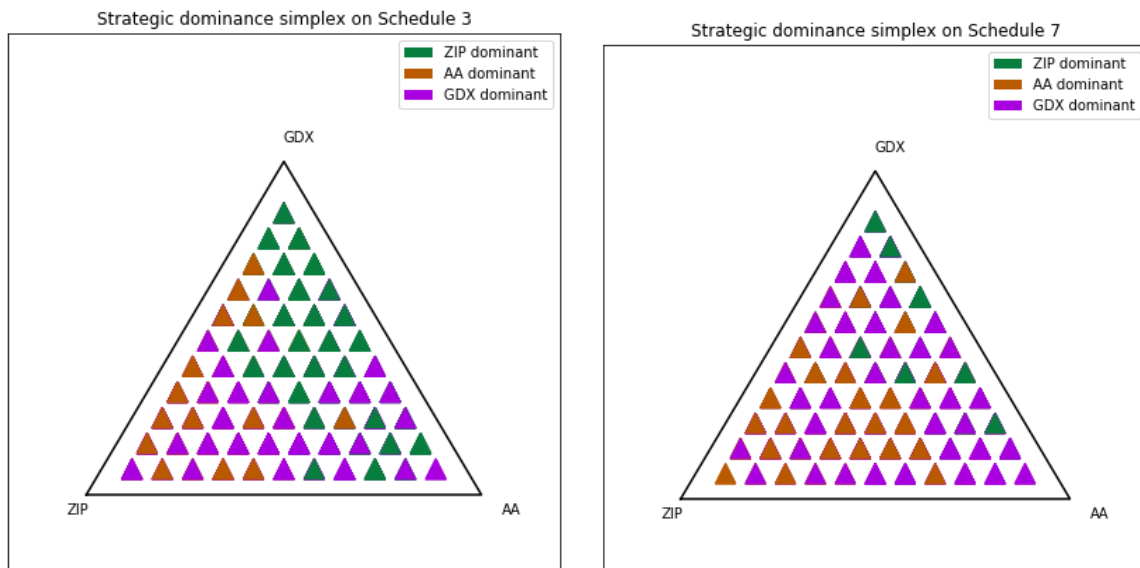 Strategic dominance simplex on Schedule 3
ZIP dominant
AA dominant
GDX dominant
GDX
ZIP
AA
Strategic dominance simplex on Schedule 7
ZIP dominant
AA dominant
GDX dominant
GDX
ZIP
AA